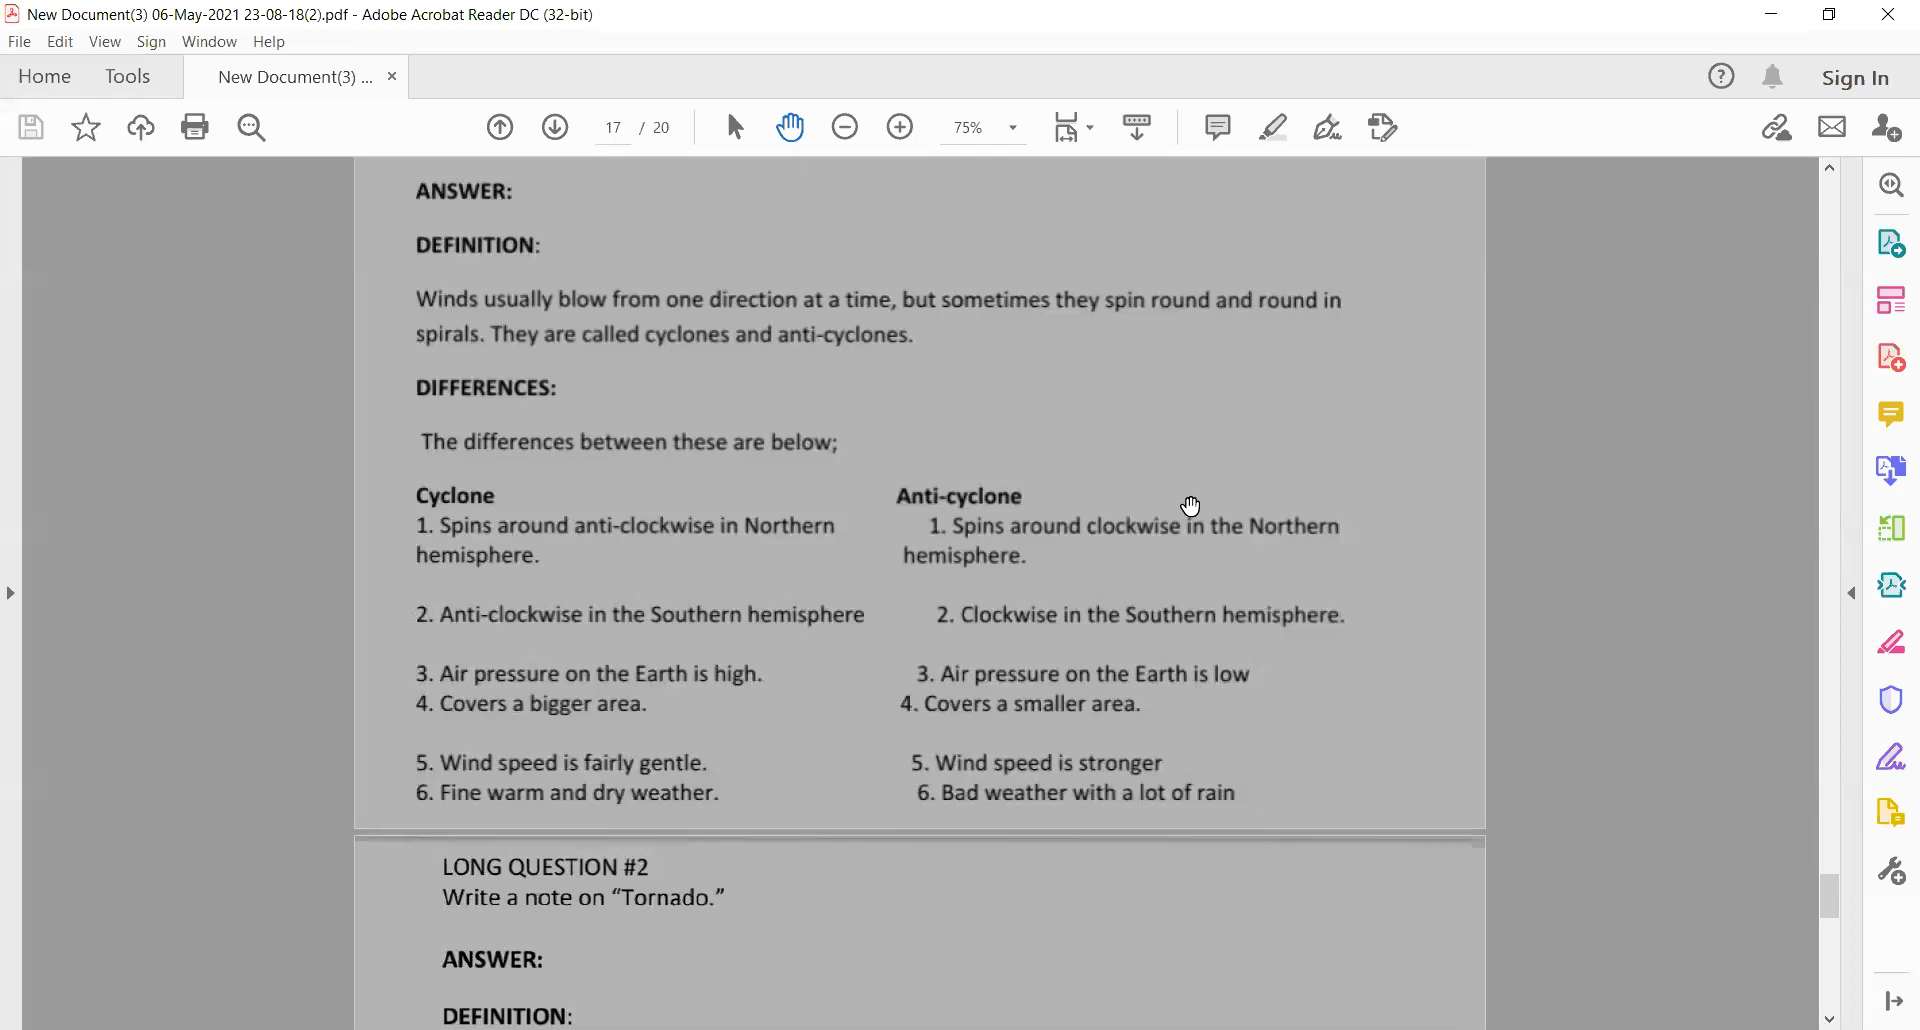 New Document(3) 06-May-2021 23-08-18(2).pdf - Adobe Acrobat Reader DC (32-bit)
File Edit View Sign Window Help
Home Tools New Document(3) ... × Sign In
17 / 20 75%
ANSWER:
DEFINITION:
Winds usually blow from one direction at a time, but sometimes they spin round and round in
spirals. They are called cyclones and anti-cyclones.
DIFFERENCES:
The differences between these are below;
Cyclone Anti-cyclone
1. Spins around anti-clockwise in Northern 1. Spins around clockwise in the Northern
hemisphere. hemisphere.
2. Anti-clockwise in the Southern hemisphere 2. Clockwise in the Southern hemisphere.
3. Air pressure on the Earth is high. 3. Air pressure on the Earth is low
4. Covers a bigger area. 4. Covers a smaller area.
5. Wind speed is fairly gentle. 5. Wind speed is stronger
6. Fine warm and dry weather. 6. Bad weather with a lot of rain
LONG QUESTION #2
Write a note on “Tornado.”
ANSWER:
DEFINITION: